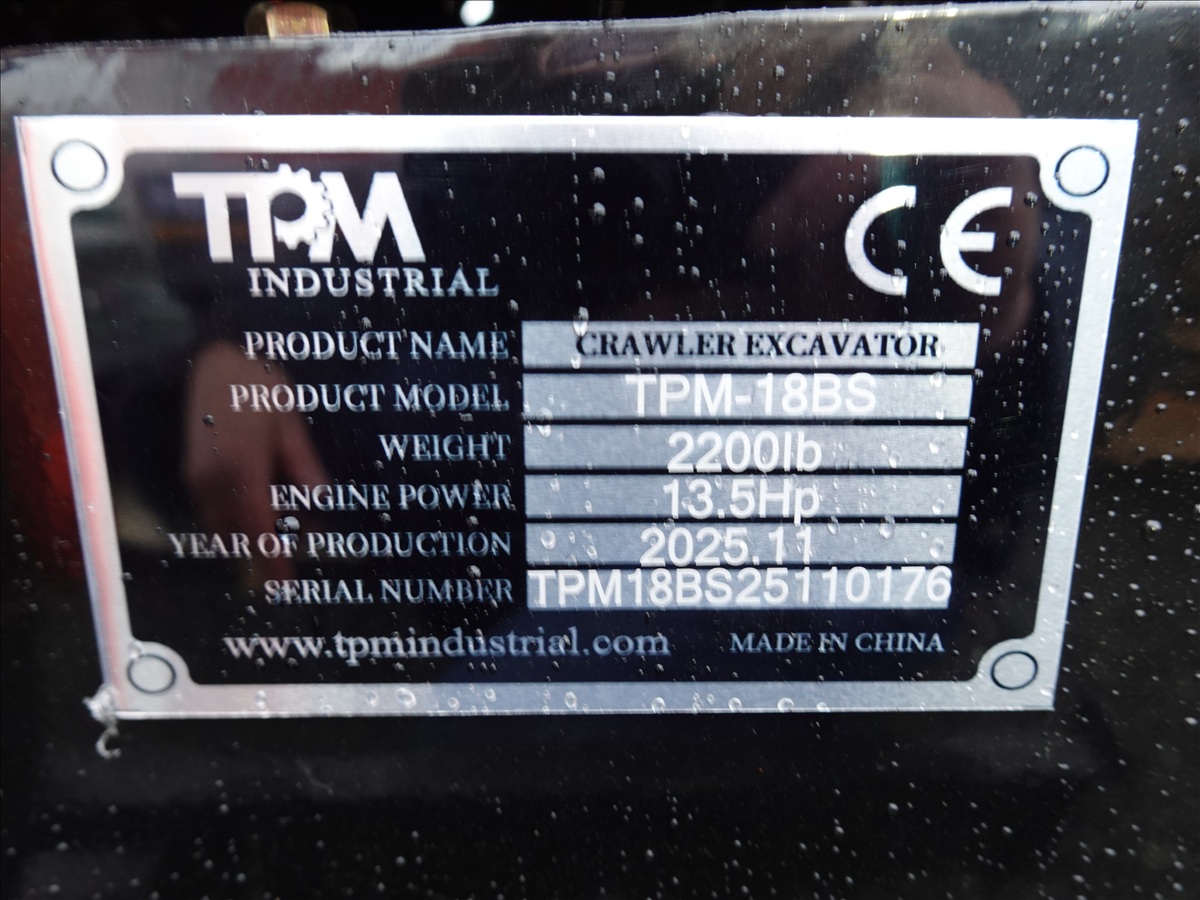 TPM
INDUSTRIAL
CE
PRODUCT NAME CRAWLER EXCAVATOR
PRODUCT MODEL TPM-18BS
WEIGHT 2200lb
ENGINE POWER 13.5Hp
YEAR OF PRODUCTION 2025.11
SERIAL NUMBER TPM18BS25110176
www.tpmindustrial.com MADE IN CHINA